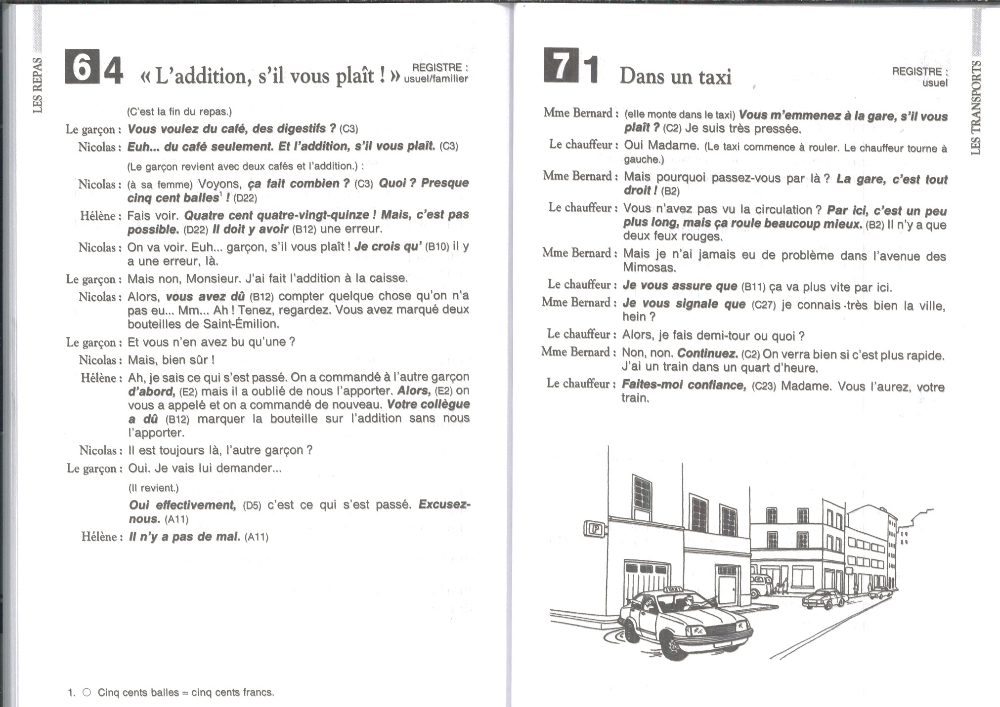 LES REPAS
64 « L'addition, s'il vous plaît ! » REGISTRE :
usuel/familier
(C'est la fin du repas.)
Le garçon : Vous voulez du café, des digestifs ? (C3)
Nicolas : Euh... du café seulement. Et l'addition, s'il vous plaît. (C3)
(Le garçon revient avec deux cafés et l'addition.) :
Nicolas : (à sa femme) Voyons, ça fait combien ? (C3) Quoi ? Presque
cinq cent balles¹ ! (D22)
Hélène : Fais voir. Quatre cent quatre-vingt-quinze ! Mais, c'est pas
possible. (D22) Il doit y avoir (B12) une erreur.
Nicolas : On va voir. Euh... garçon, s'il vous plaît ! Je crois qu' (B10) il y
a une erreur, là.
Le garçon : Mais non, Monsieur. J'ai fait l'addition à la caisse.
Nicolas : Alors, vous avez dû (B12) compter quelque chose qu'on n'a
pas eu... Mm... Ah ! Tenez, regardez. Vous avez marqué deux
bouteilles de Saint-Émilion.
Le garçon : Et vous n'en avez bu qu'une ?
Nicolas : Mais, bien sûr !
Hélène : Ah, je sais ce qui s'est passé. On a commandé à l'autre garçon
d'abord, (E2) mais il a oublié de nous l'apporter. Alors, (E2) on
vous a appelé et on a commandé de nouveau. Votre collègue
a dû (B12) marquer la bouteille sur l'addition sans nous
l'apporter.
Nicolas : Il est toujours là, l'autre garçon ?
Le garçon : Oui. Je vais lui demander...
(Il revient.)
Oui effectivement, (D5) c'est ce qui s'est passé. Excusez-
nous. (A11)
Hélène : Il n'y a pas de mal. (A11)
1. ○ Cinq cents balles = cinq cents francs.
LES TRANSPORTS
71 Dans un taxi REGISTRE :
usuel
Mme Bernard : (elle monte dans le taxi) Vous m'emmenez à la gare, s'il vous
plaît ? (C2) Je suis très pressée.
Le chauffeur : Oui Madame. (Le taxi commence à rouler. Le chauffeur tourne à
gauche.)
Mme Bernard : Mais pourquoi passez-vous par là ? La gare, c'est tout
droit ! (B2)
Le chauffeur : Vous n'avez pas vu la circulation ? Par ici, c'est un peu
plus long, mais ça roule beaucoup mieux. (B2) Il n'y a que
deux feux rouges.
Mme Bernard : Mais je n'ai jamais eu de problème dans l'avenue des
Mimosas.
Le chauffeur : Je vous assure que (B11) ça va plus vite par ici.
Mme Bernard : Je vous signale que (C27) je connais très bien la ville,
hein ?
Le chauffeur : Alors, je fais demi-tour ou quoi ?
Mme Bernard : Non, non. Continuez. (C2) On verra bien si c'est plus rapide.
J'ai un train dans un quart d'heure.
Le chauffeur : Faites-moi confiance, (C23) Madame. Vous l'aurez, votre
train.
P
TAXI